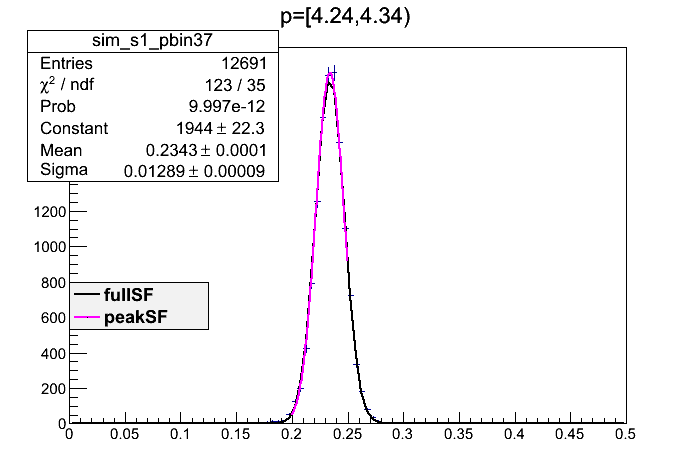 p=[4.24,4.34)
sim_s1_pbin37
Entries 12691
χ² / ndf 123 / 35
Prob 9.997e-12
Constant 1944 ± 22.3
Mean 0.2343 ± 0.0001
Sigma 0.01289 ± 0.00009
1200
1000
800
fullSF
600
peakSF
400
200
0
0 0.05 0.1 0.15 0.2 0.25 0.3 0.35 0.4 0.45 0.5